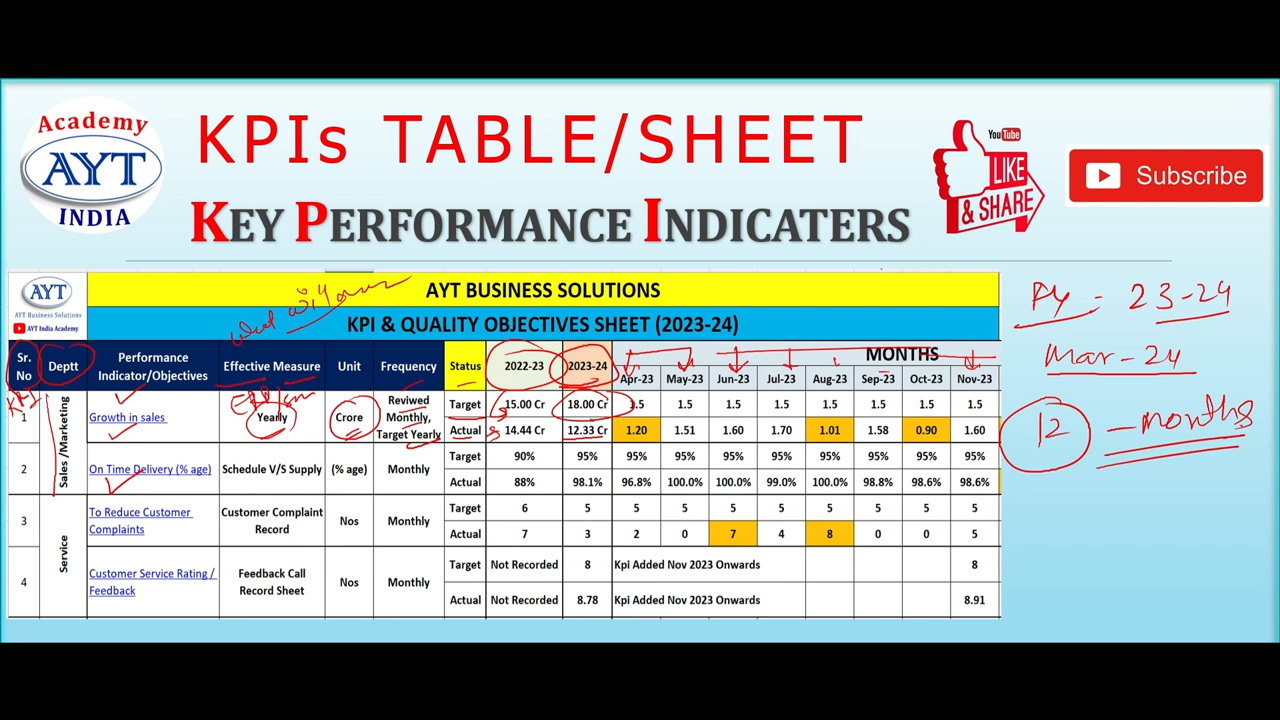 Academy
AYT
INDIA
KPIs TABLE/SHEET
KEY PERFORMANCE INDICATERS
You Tube
LIKE
& SHARE
Subscribe
AYT
AYT Business Solutions
AYT India Academy
AYT BUSINESS SOLUTIONS
KPI & QUALITY OBJECTIVES SHEET (2023-24)
Sr. No Deptt Performance Indicator/Objectives Effective Measure Unit Frequency Status 2022-23 2023-24 MONTHS
Apr-23 May-23 Jun-23 Jul-23 Aug-23 Sep-23 Oct-23 Nov-23
KPI
Sales /Marketing
1 Growth in sales Yearly Crore Reviwed Monthly, Target Yearly
Target 15.00 Cr 18.00 Cr 1.5 1.5 1.5 1.5 1.5 1.5 1.5 1.5
Actual 14.44 Cr 12.33 Cr 1.20 1.51 1.60 1.70 1.01 1.58 0.90 1.60
2 On Time Delivery (% age) Schedule V/S Supply (% age) Monthly
Target 90% 95% 95% 95% 95% 95% 95% 95% 95% 95%
Actual 88% 98.1% 96.8% 100.0% 100.0% 99.0% 100.0% 98.8% 98.6% 98.6%
Service
3 To Reduce Customer Complaints Customer Complaint Record Nos Monthly
Target 6 5 5 5 5 5 5 5 5 5
Actual 7 3 2 0 7 4 8 0 0 5
4 Customer Service Rating / Feedback Feedback Call Record Sheet Nos Monthly
Target Not Recorded 8 Kpi Added Nov 2023 Onwards 8
Actual Not Recorded 8.78 Kpi Added Nov 2023 Onwards 8.91
FY - 23-24
Mar-24
12 - months